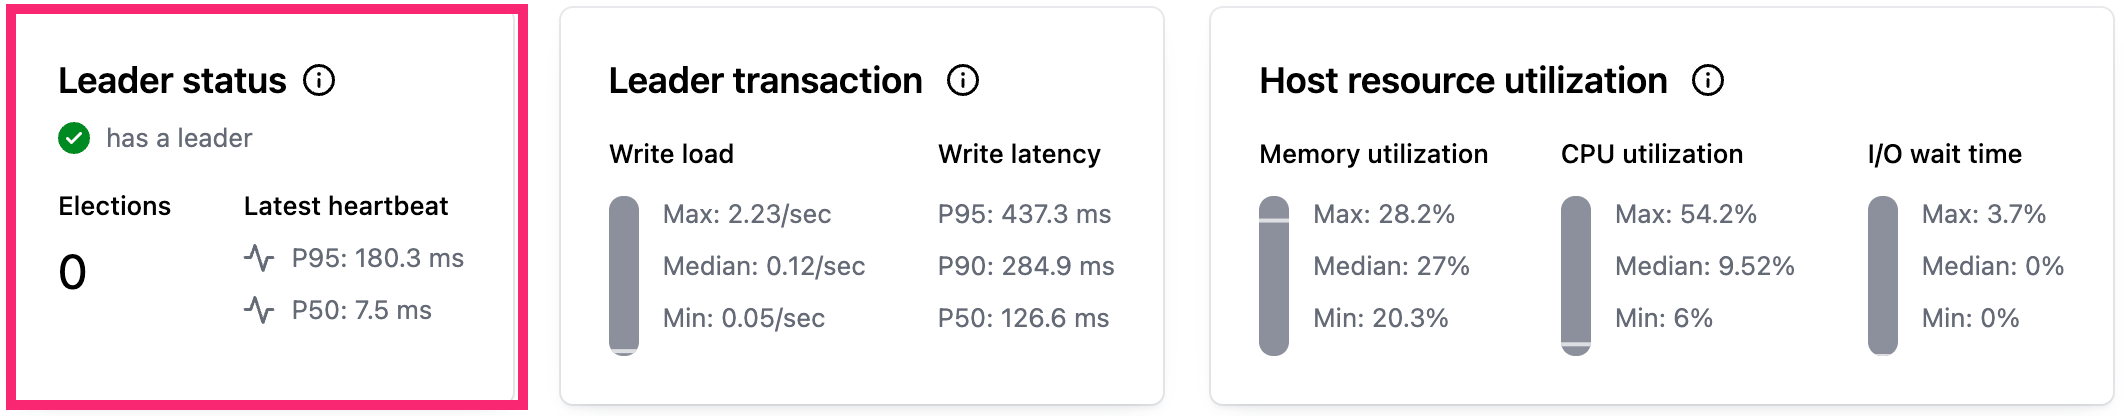 Leader status
has a leader
Elections
0
Latest heartbeat
P95: 180.3 ms
P50: 7.5 ms
Leader transaction
Write load
Max: 2.23/sec
Median: 0.12/sec
Min: 0.05/sec
Write latency
P95: 437.3 ms
P90: 284.9 ms
P50: 126.6 ms
Host resource utilization
Memory utilization
Max: 28.2%
Median: 27%
Min: 20.3%
CPU utilization
Max: 54.2%
Median: 9.52%
Min: 6%
I/O wait time
Max: 3.7%
Median: 0%
Min: 0%